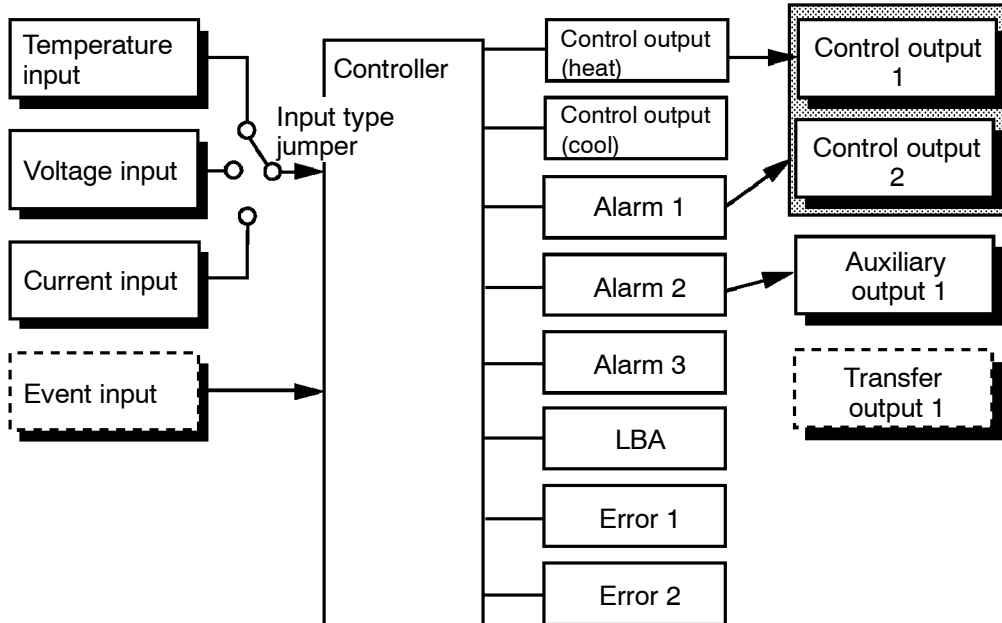 Temperature
input
Voltage input
Current input
Event input
Input type
jumper
Controller
Control output
(heat)
Control output
(cool)
Alarm 1
Alarm 2
Alarm 3
LBA
Error 1
Error 2
Control output
1
Control output
2
Auxiliary
output 1
Transfer
output 1